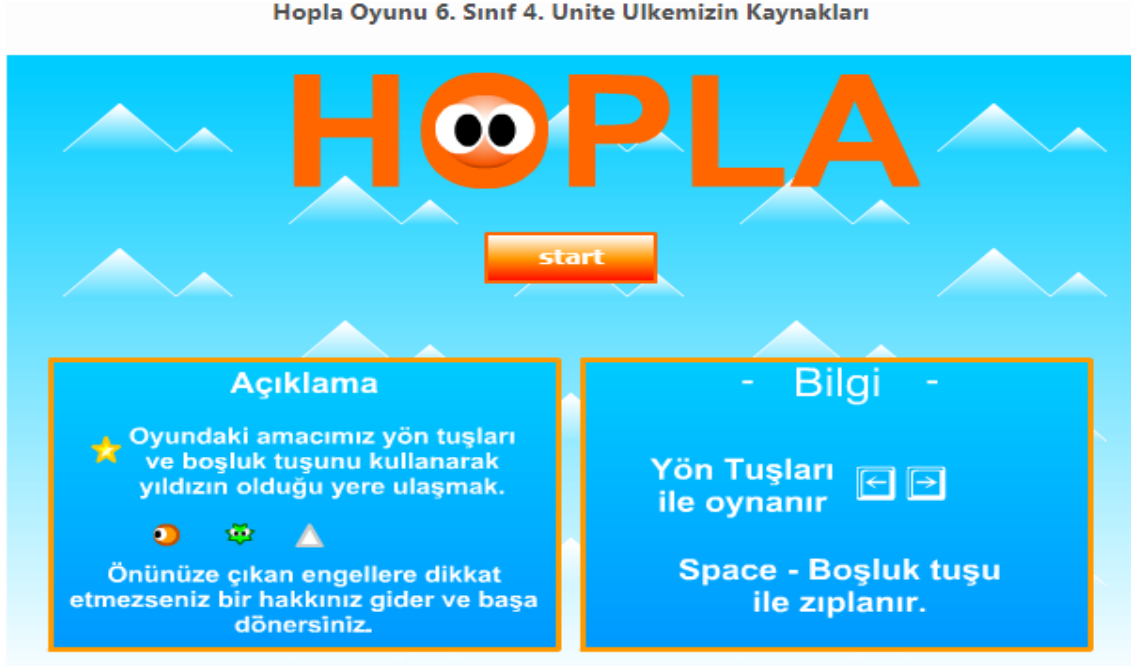 Hopla Oyunu 6. Sınıf 4. Unite Ulkemizin Kaynakları
HOPLA
start
Açıklama
Oyundaki amacımız yön tuşları
ve boşluk tuşunu kullanarak
yıldızın olduğu yere ulaşmak.
Önünüze çıkan engellere dikkat
etmezseniz bir hakkınız gider ve başa
dönersiniz.
- Bilgi -
Yön Tuşları
ile oynanır
Space - Boşluk tuşu
ile zıplanır.